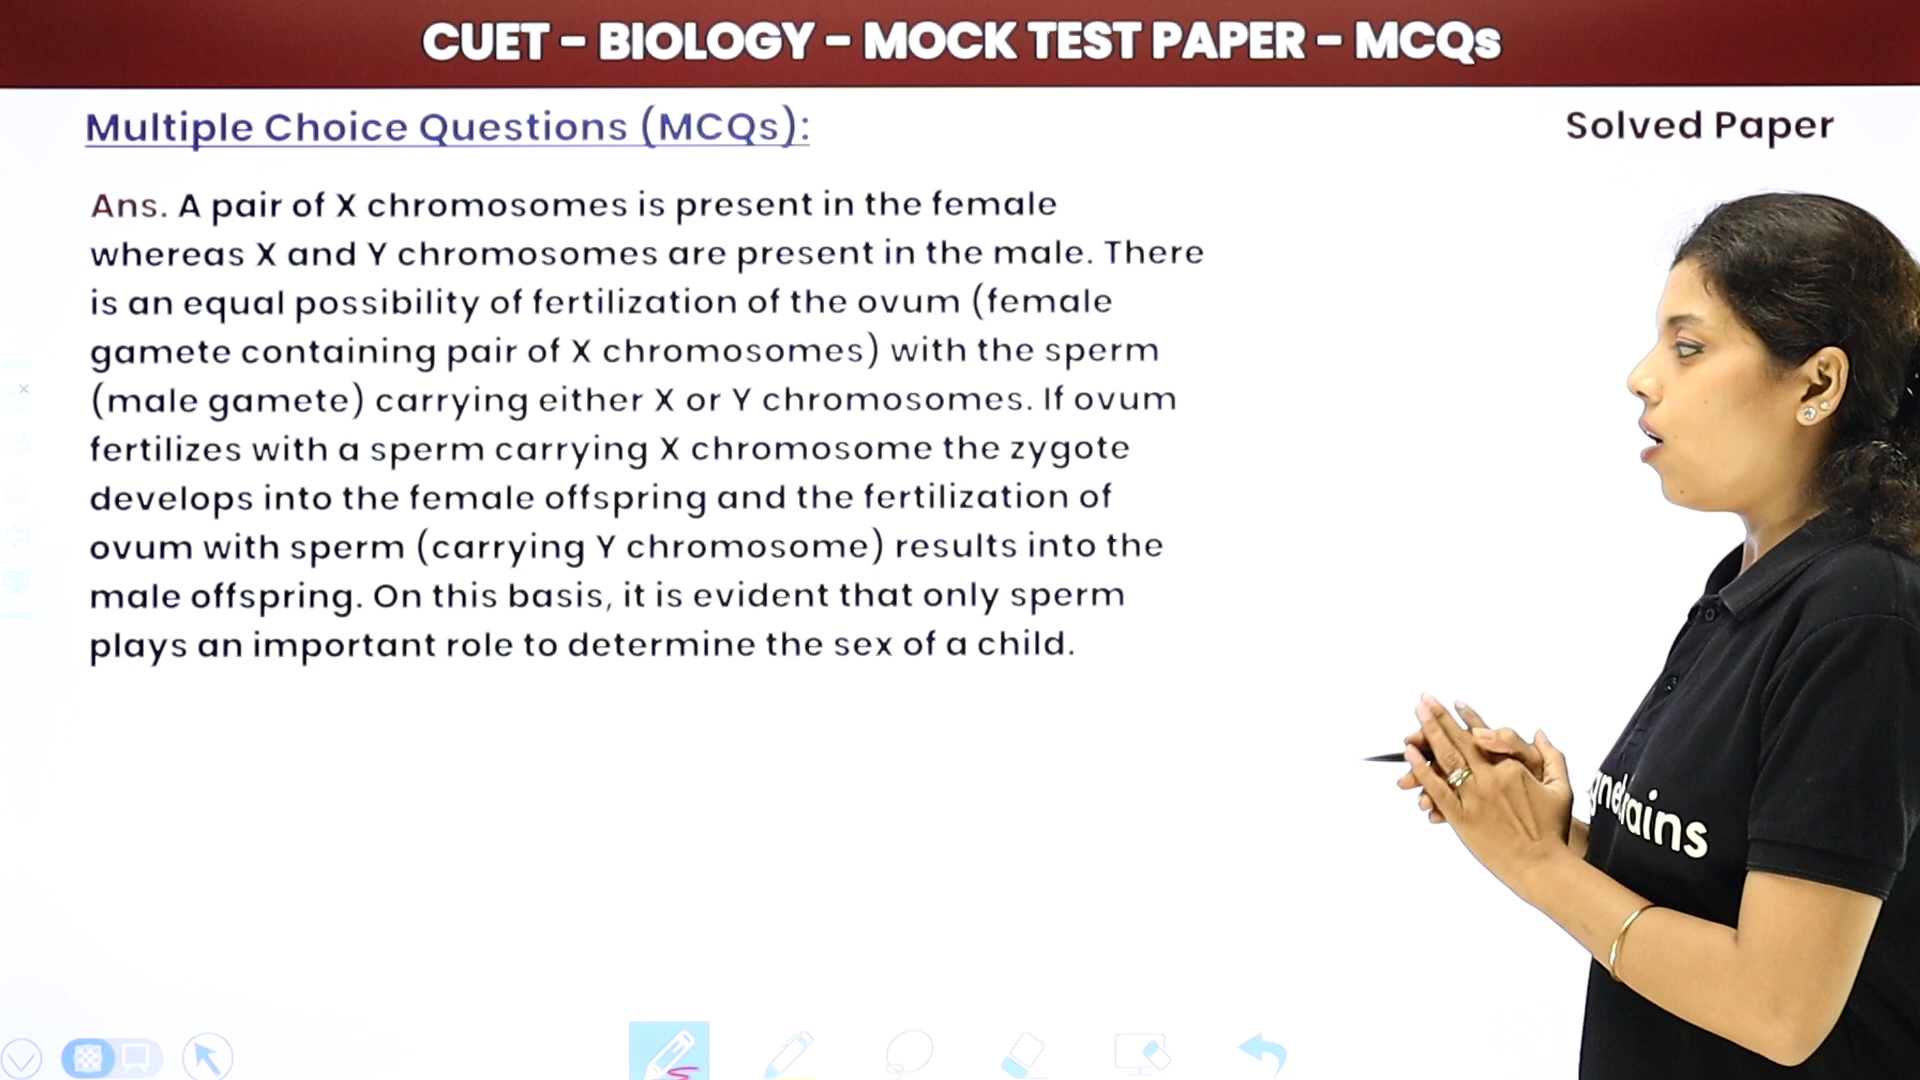 CUET - BIOLOGY - MOCK TEST PAPER - MCQs
Multiple Choice Questions (MCQs):
Solved Paper
Ans. A pair of X chromosomes is present in the female
whereas X and Y chromosomes are present in the male. There
is an equal possibility of fertilization of the ovum (female
gamete containing pair of X chromosomes) with the sperm
(male gamete) carrying either X or Y chromosomes. If ovum
fertilizes with a sperm carrying X chromosome the zygote
develops into the female offspring and the fertilization of
ovum with sperm (carrying Y chromosome) results into the
male offspring. On this basis, it is evident that only sperm
plays an important role to determine the sex of a child.